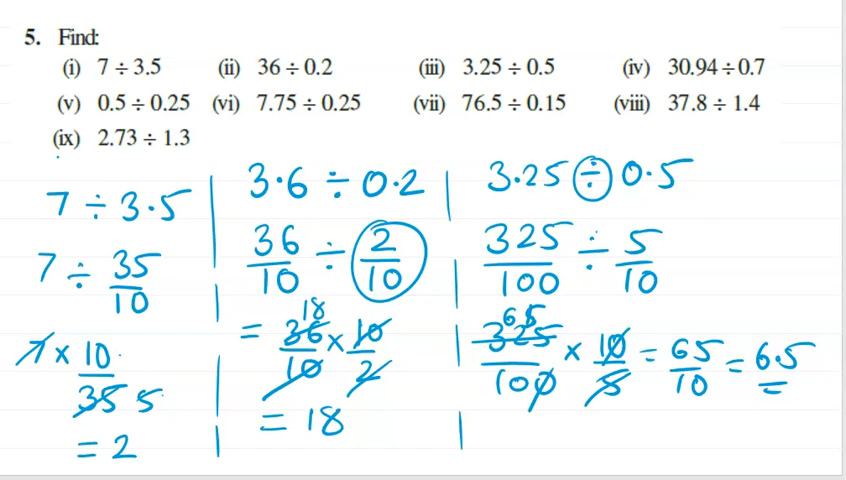 5. Find:
(i) 7 ÷ 3.5 (ii) 36 ÷ 0.2 (iii) 3.25 ÷ 0.5 (iv) 30.94 ÷ 0.7
(v) 0.5 ÷ 0.25 (vi) 7.75 ÷ 0.25 (vii) 76.5 ÷ 0.15 (viii) 37.8 ÷ 1.4
(ix) 2.73 ÷ 1.3
7 ÷ 3.5
7 ÷ 35/10
7 × 10/35 5
= 2
3.6 ÷ 0.2
36/10 ÷ 2/10
18
= 36/10 × 10/2
= 18
3.25 ÷ 0.5
325/100 ÷ 5/10
65
325/100 × 10/5 = 65/10 = 6.5